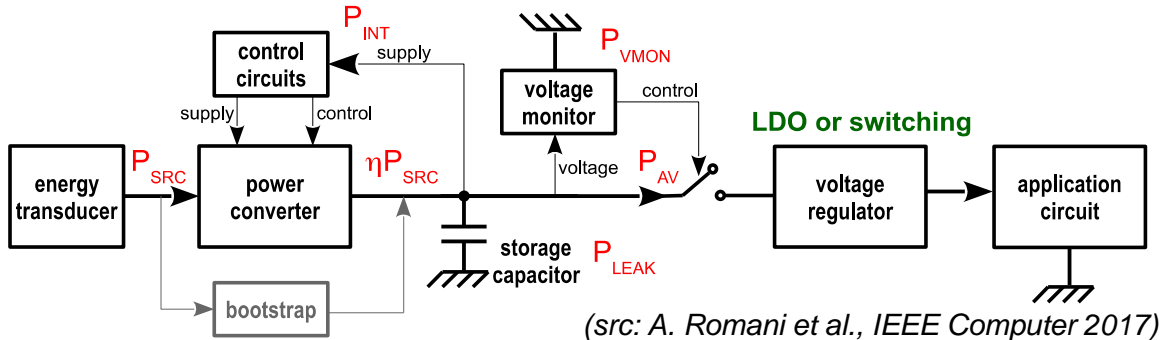 P_INT
control
circuits
supply
supply
control
P_VMON
voltage
monitor
control
voltage
LDO or switching
energy
transducer
P_SRC
power
converter
ηP_SRC
P_AV
voltage
regulator
application
circuit
storage
capacitor
P_LEAK
bootstrap
(src: A. Romani et al., IEEE Computer 2017)